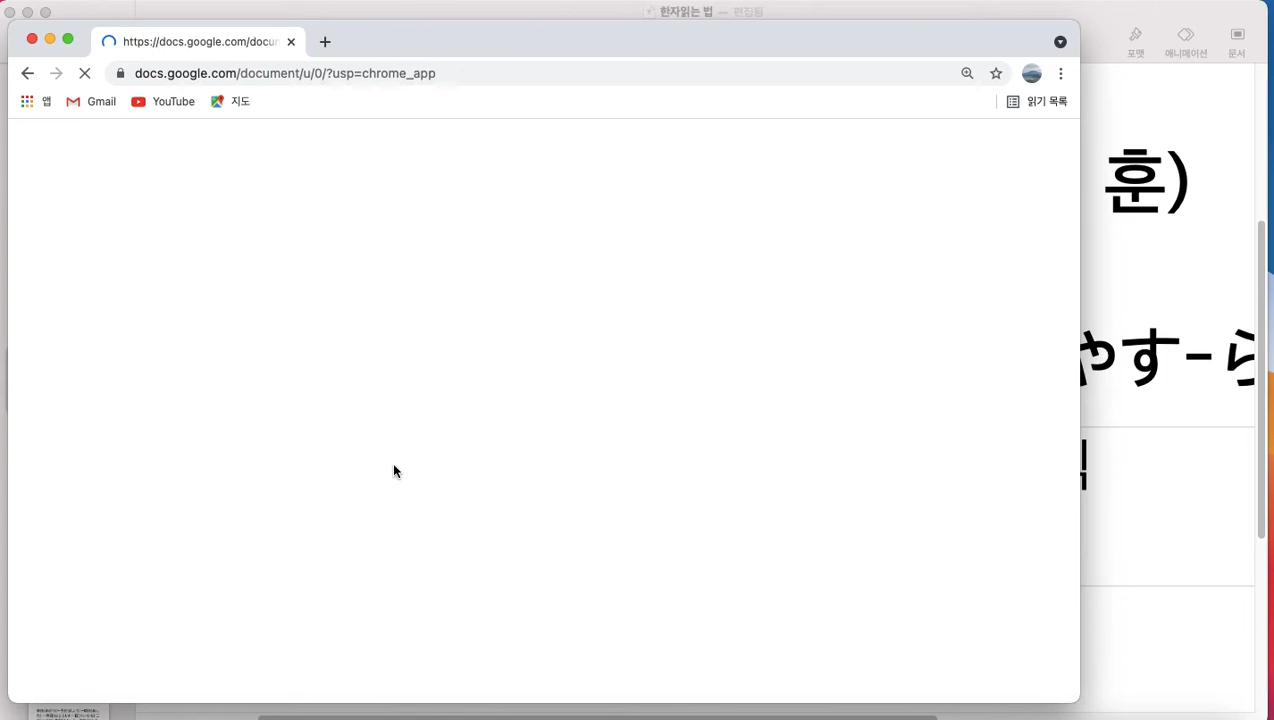 한자읽는 법 — 편집됨
https://docs.google.com/docu
docs.google.com/document/u/0/?usp=chrome_app
포맷 애니메이션 문서
앱 Gmail YouTube 지도 읽기 목록
훈)
やすーら